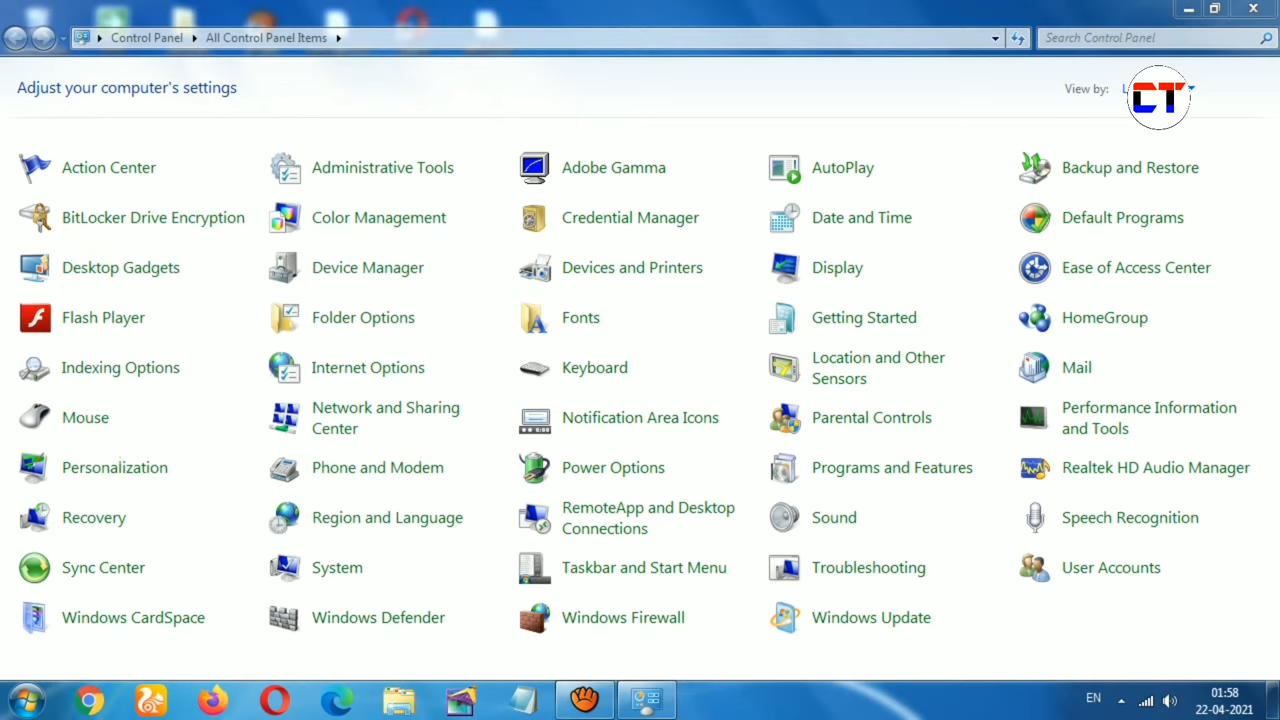 Control Panel
All Control Panel Items
Search Control Panel
Adjust your computer's settings
View by:
CT
Action Center
Administrative Tools
Adobe Gamma
AutoPlay
Backup and Restore
BitLocker Drive Encryption
Color Management
Credential Manager
Date and Time
Default Programs
Desktop Gadgets
Device Manager
Devices and Printers
Display
Ease of Access Center
Flash Player
Folder Options
Fonts
Getting Started
HomeGroup
Indexing Options
Internet Options
Keyboard
Location and Other
Sensors
Mail
Mouse
Network and Sharing
Center
Notification Area Icons
Parental Controls
Performance Information
and Tools
Personalization
Phone and Modem
Power Options
Programs and Features
Realtek HD Audio Manager
Recovery
Region and Language
RemoteApp and Desktop
Connections
Sound
Speech Recognition
Sync Center
System
Taskbar and Start Menu
Troubleshooting
User Accounts
Windows CardSpace
Windows Defender
Windows Firewall
Windows Update
EN
01:58
22-04-2021